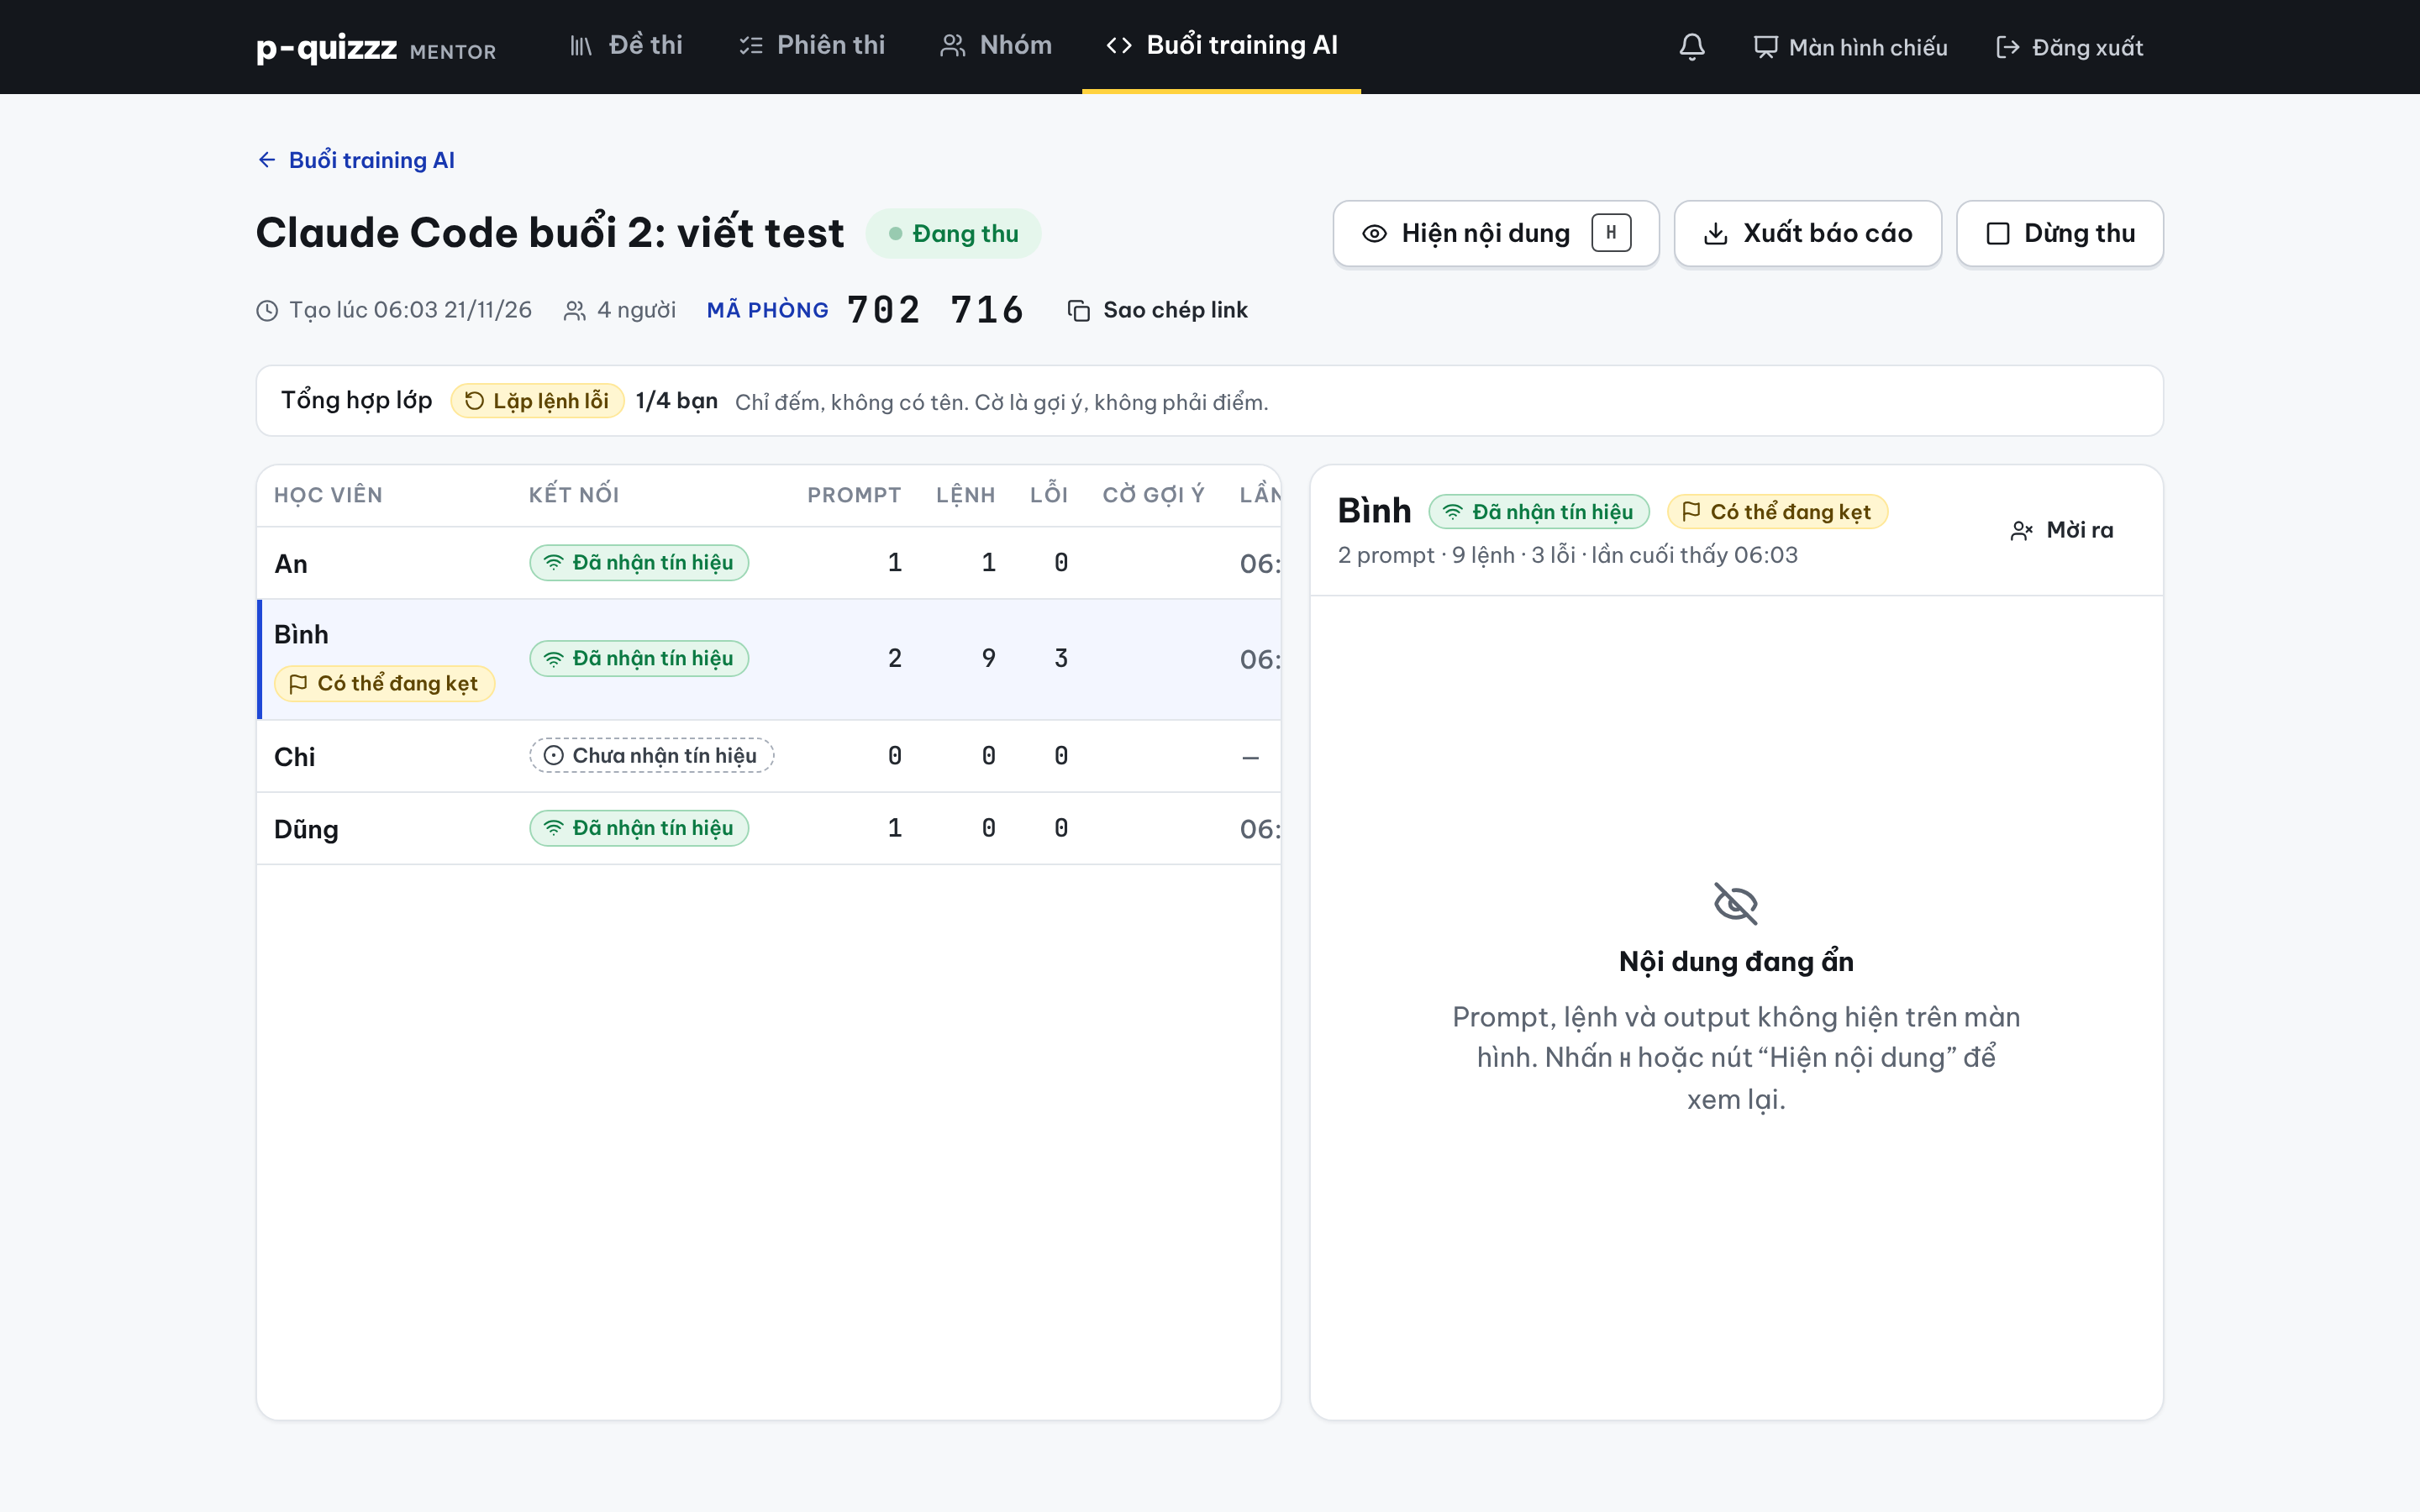 p-quizzz MENTOR Đề thi Phiên thi Nhóm Buổi training AI Màn hình chiếu Đăng xuất
Buổi training AI
Claude Code buổi 2: viết test Đang thu Hiện nội dung H Xuất báo cáo Dừng thu
Tạo lúc 06:03 21/11/26 4 người MÃ PHÒNG 702 716 Sao chép link
Tổng hợp lớp Lặp lệnh lỗi 1/4 bạn Chỉ đếm, không có tên. Cờ là gợi ý, không phải điểm.
HỌC VIÊN KẾT NỐI PROMPT LỆNH LỖI CỜ GỢI Ý LẦN
An Đã nhận tín hiệu 1 1 0 06:
Bình
Có thể đang kẹt
Đã nhận tín hiệu 2 9 3 06:
Chi Chưa nhận tín hiệu 0 0 0 –
Dũng Đã nhận tín hiệu 1 0 0 06:
Bình Đã nhận tín hiệu Có thể đang kẹt
2 prompt · 9 lệnh · 3 lỗi · lần cuối thấy 06:03
Mời ra
Nội dung đang ẩn
Prompt, lệnh và output không hiện trên màn
hình. Nhấn H hoặc nút “Hiện nội dung” để
xem lại.